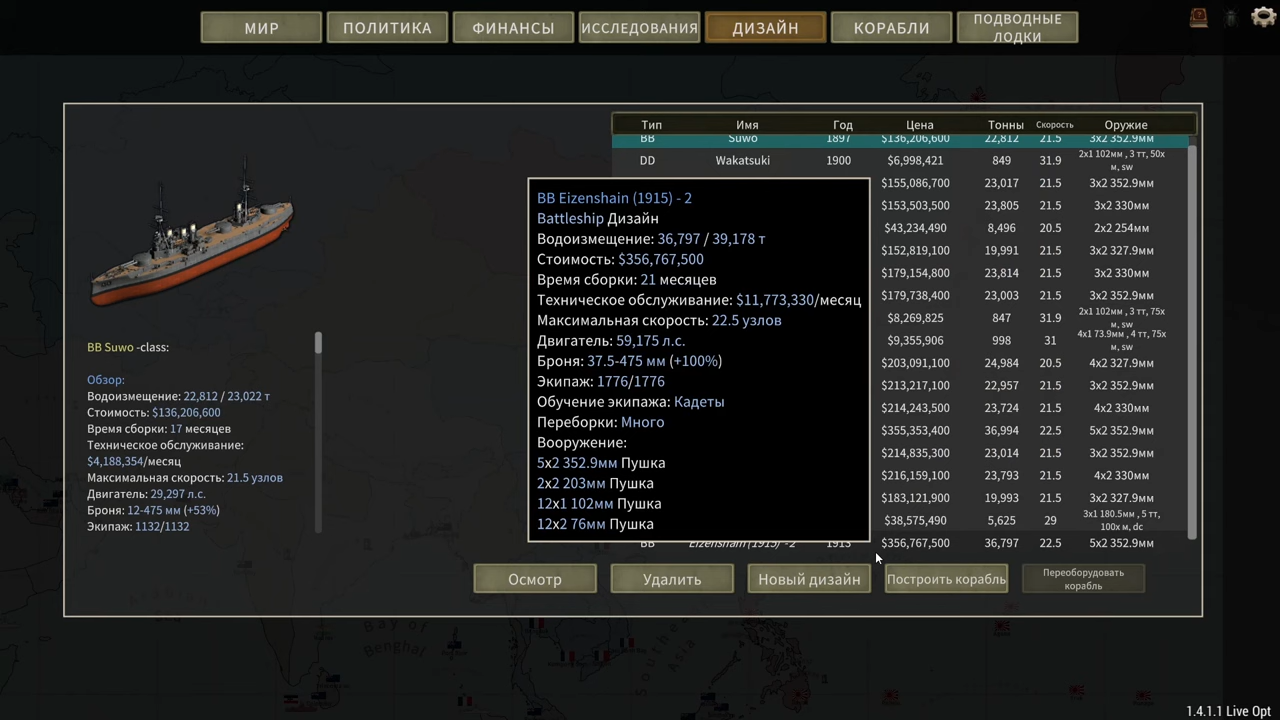 МИР
ПОЛИТИКА
ФИНАНСЫ
ИССЛЕДОВАНИЯ
ДИЗАЙН
КОРАБЛИ
ПОДВОДНЫЕ
ЛОДКИ
Тип Имя Год Цена Тонны Скорость Оружие
BB Suwo 1897 $136,206,600 22,812 21.5 3x2 352.9мм
DD Wakatsuki 1900 $6,998,421 849 31.9 2x1 102мм , 3 тт, 50x
м, sw
$155,086,700 23,017 21.5 3x2 352.9мм
$153,503,500 23,805 21.5 3x2 330мм
$43,234,490 8,496 20.5 2x2 254мм
$152,819,100 19,991 21.5 3x2 327.9мм
$179,154,800 23,814 21.5 3x2 330мм
$179,738,400 23,003 21.5 3x2 352.9мм
$8,269,825 847 31.9 2x1 102мм , 3 тт, 75x
м, sw
$9,355,906 998 31 4x1 73.9мм , 4 тт, 75x
м, sw
$203,091,100 24,984 20.5 4x2 327.9мм
$213,217,100 22,957 21.5 3x2 352.9мм
$214,243,500 23,724 21.5 4x2 330мм
$355,353,400 36,994 22.5 5x2 352.9мм
$214,835,300 23,014 21.5 3x2 352.9мм
$216,159,100 23,793 21.5 4x2 330мм
$183,121,900 19,993 21.5 3x2 327.9мм
$38,575,490 5,625 29 3x1 180.5мм , 5 тт,
100x м, dc
BB Eizenshain (1915) -2 1915 $356,767,500 36,797 22.5 5x2 352.9мм
BB Eizenshain (1915) - 2
Battleship Дизайн
Водоизмещение: 36,797 / 39,178 т
Стоимость: $356,767,500
Время сборки: 21 месяцев
Техническое обслуживание: $11,773,330/месяц
Максимальная скорость: 22.5 узлов
Двигатель: 59,175 л.с.
Броня: 37.5-475 мм (+100%)
Экипаж: 1776/1776
Обучение экипажа: Кадеты
Переборки: Много
Вооружение:
5x2 352.9мм Пушка
2x2 203мм Пушка
12x1 102мм Пушка
12x2 76мм Пушка
BB Suwo -class:
Обзор:
Водоизмещение: 22,812 / 23,022 т
Стоимость: $136,206,600
Время сборки: 17 месяцев
Техническое обслуживание:
$4,188,354/месяц
Максимальная скорость: 21.5 узлов
Двигатель: 29,297 л.с.
Броня: 12-475 мм (+53%)
Экипаж: 1132/1132
Осмотр
Удалить
Новый дизайн
Построить корабль
Переоборудовать
корабль
Bay of
Benghal
South
Asia
1.4.1.1 Live Opt